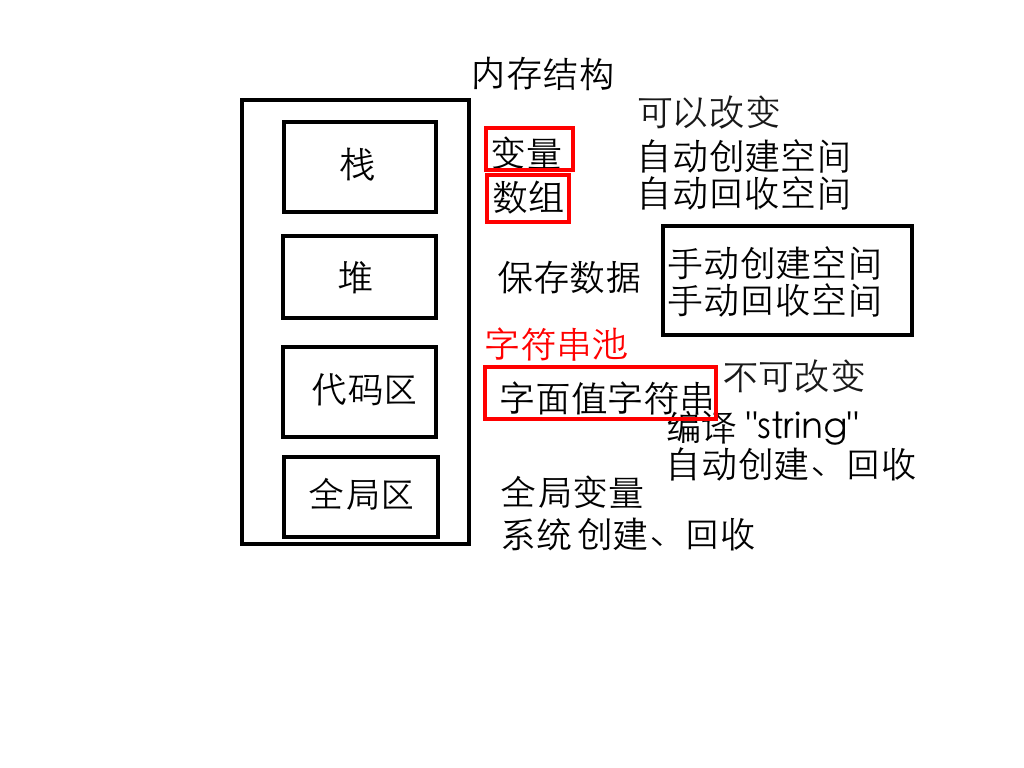 内存结构
可以改变
栈
变量
自动创建空间
数组
自动回收空间
堆
保存数据
手动创建空间
手动回收空间
字符串池
代码区
字面值字符串
不可改变
编译 "string"
自动创建、回收
全局区
全局变量
系统 创建、回收